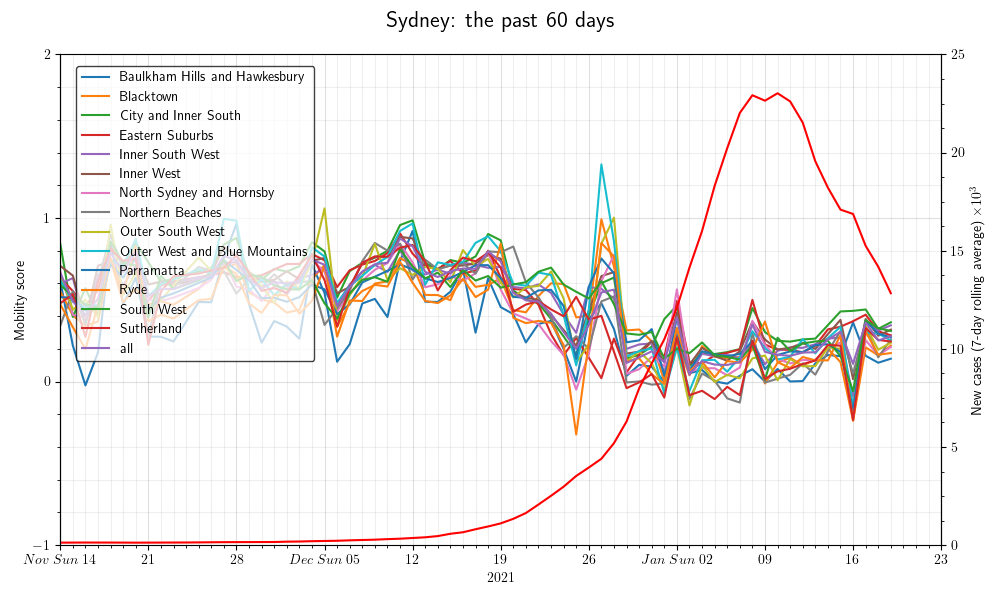 Sydney: the past 60 days
2
1
0
−1
Mobility score
Baulkham Hills and Hawkesbury
Blacktown
City and Inner South
Eastern Suburbs
Inner South West
Inner West
North Sydney and Hornsby
Northern Beaches
Outer South West
Outer West and Blue Mountains
Parramatta
Ryde
South West
Sutherland
all
25
20
15
10
5
0
New cases (7-day rolling average) ×10³
Nov Sun 14 21 28 Dec Sun 05 12 19 26 Jan Sun 02 09 16 23
2021